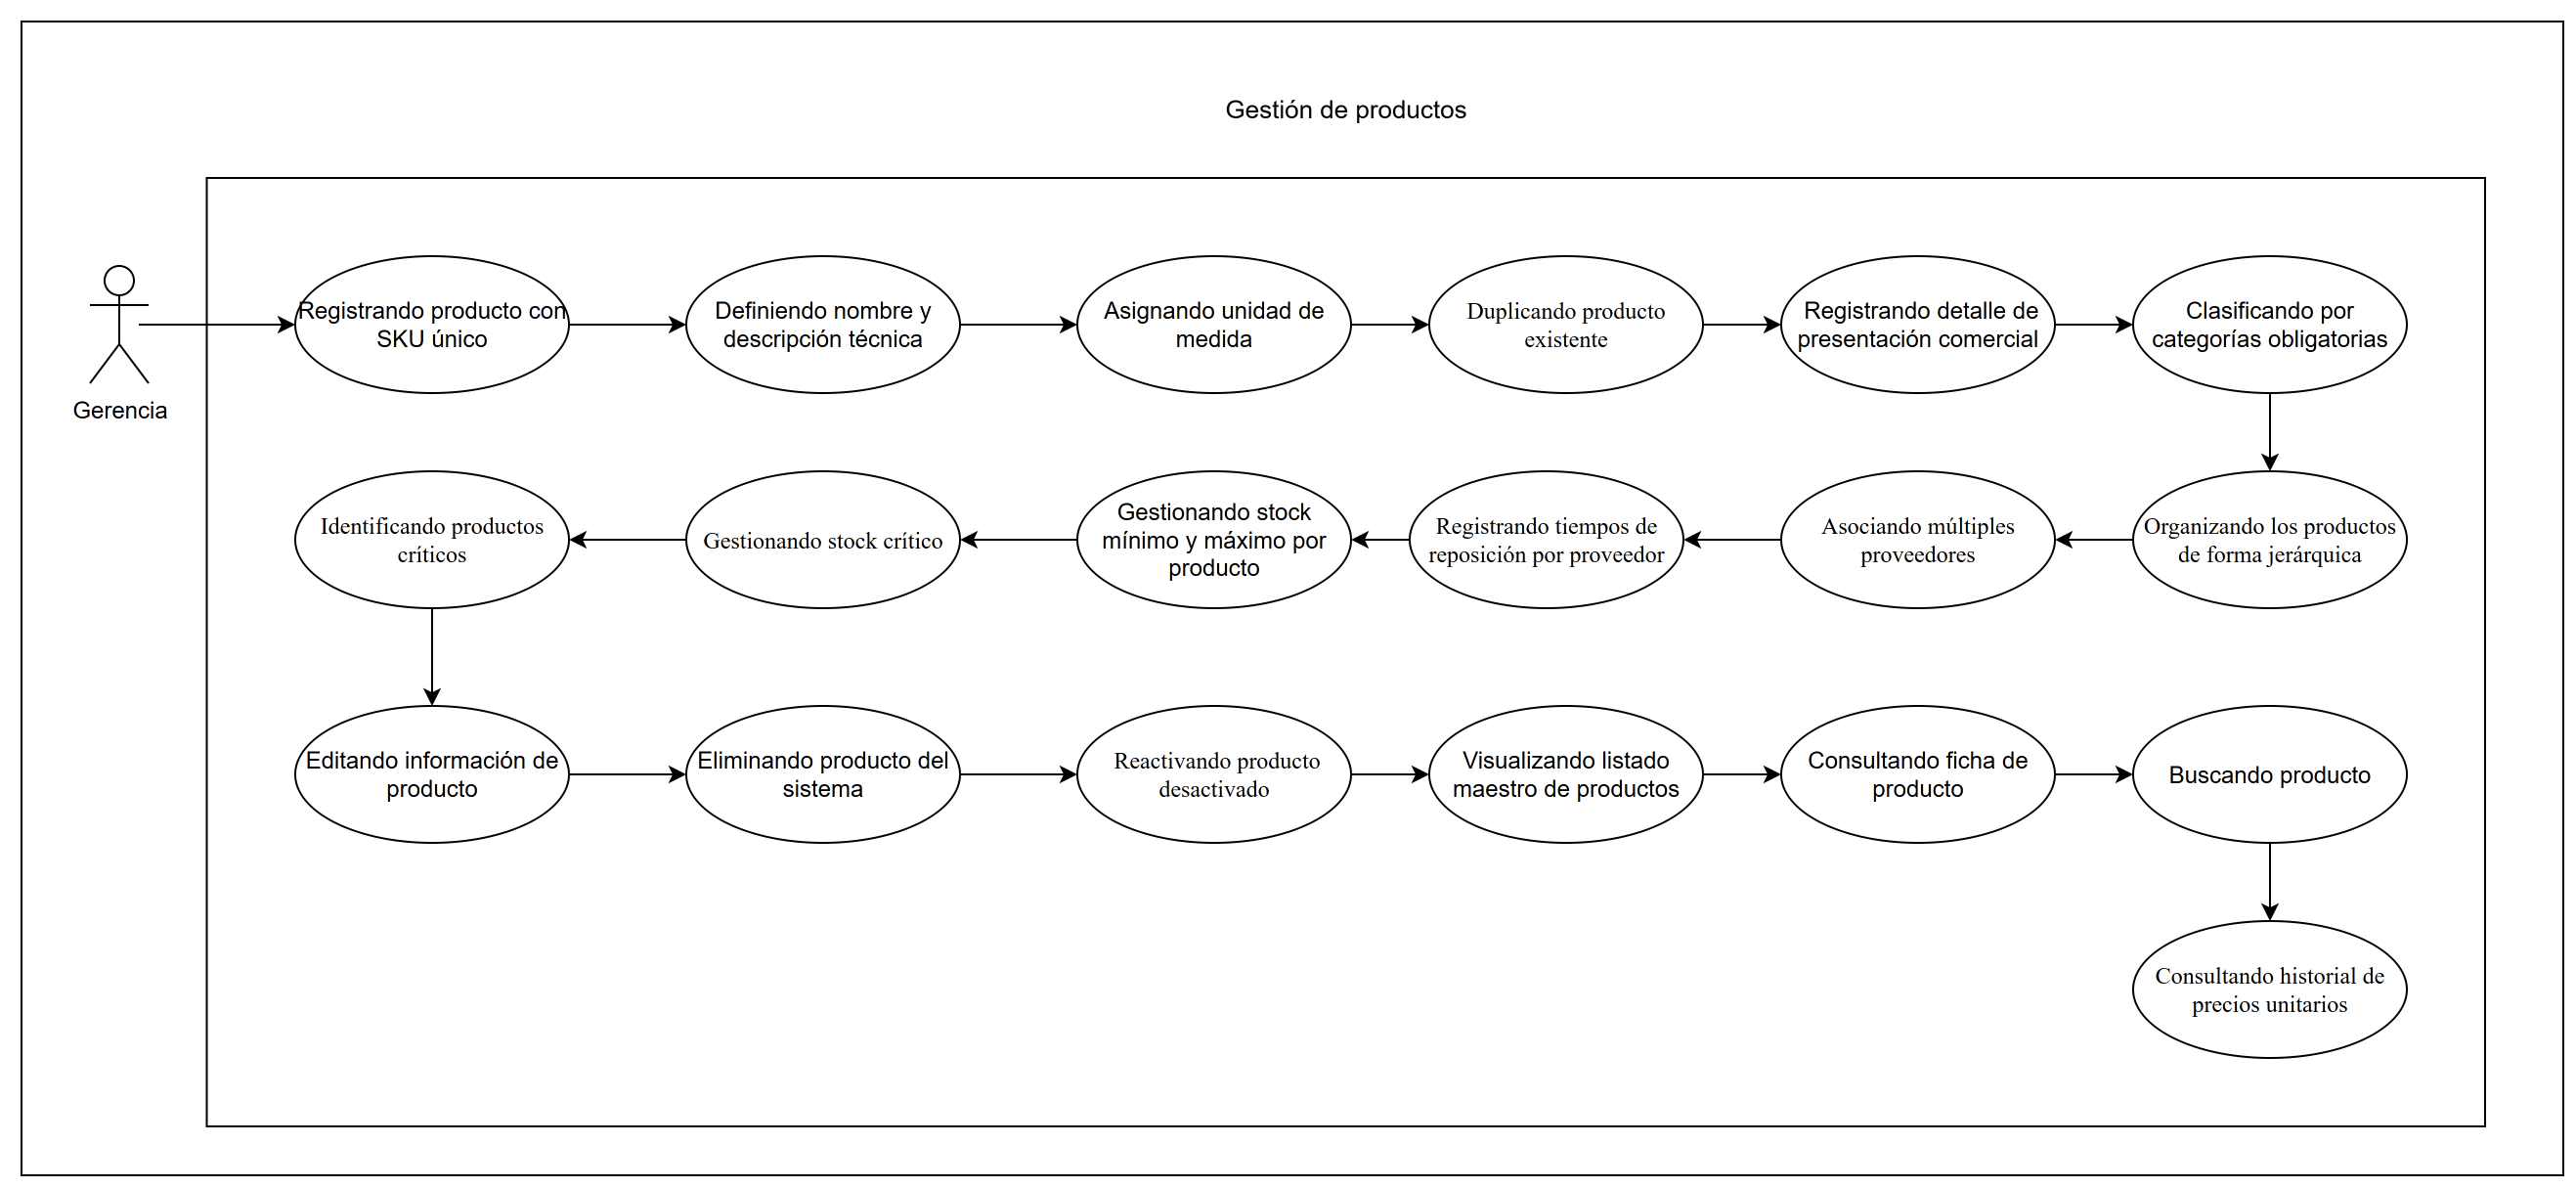 Gestión de productos
Gerencia
Registrando producto con
SKU único
Definiendo nombre y
descripción técnica
Asignando unidad de
medida
Duplicando producto
existente
Registrando detalle de
presentación comercial
Clasificando por
categorías obligatorias
Identificando productos
críticos
Gestionando stock crítico
Gestionando stock
mínimo y máximo por
producto
Registrando tiempos de
reposición por proveedor
Asociando múltiples
proveedores
Organizando los productos
de forma jerárquica
Editando información de
producto
Eliminando producto del
sistema
Reactivando producto
desactivado
Visualizando listado
maestro de productos
Consultando ficha de
producto
Buscando producto
Consultando historial de
precios unitarios